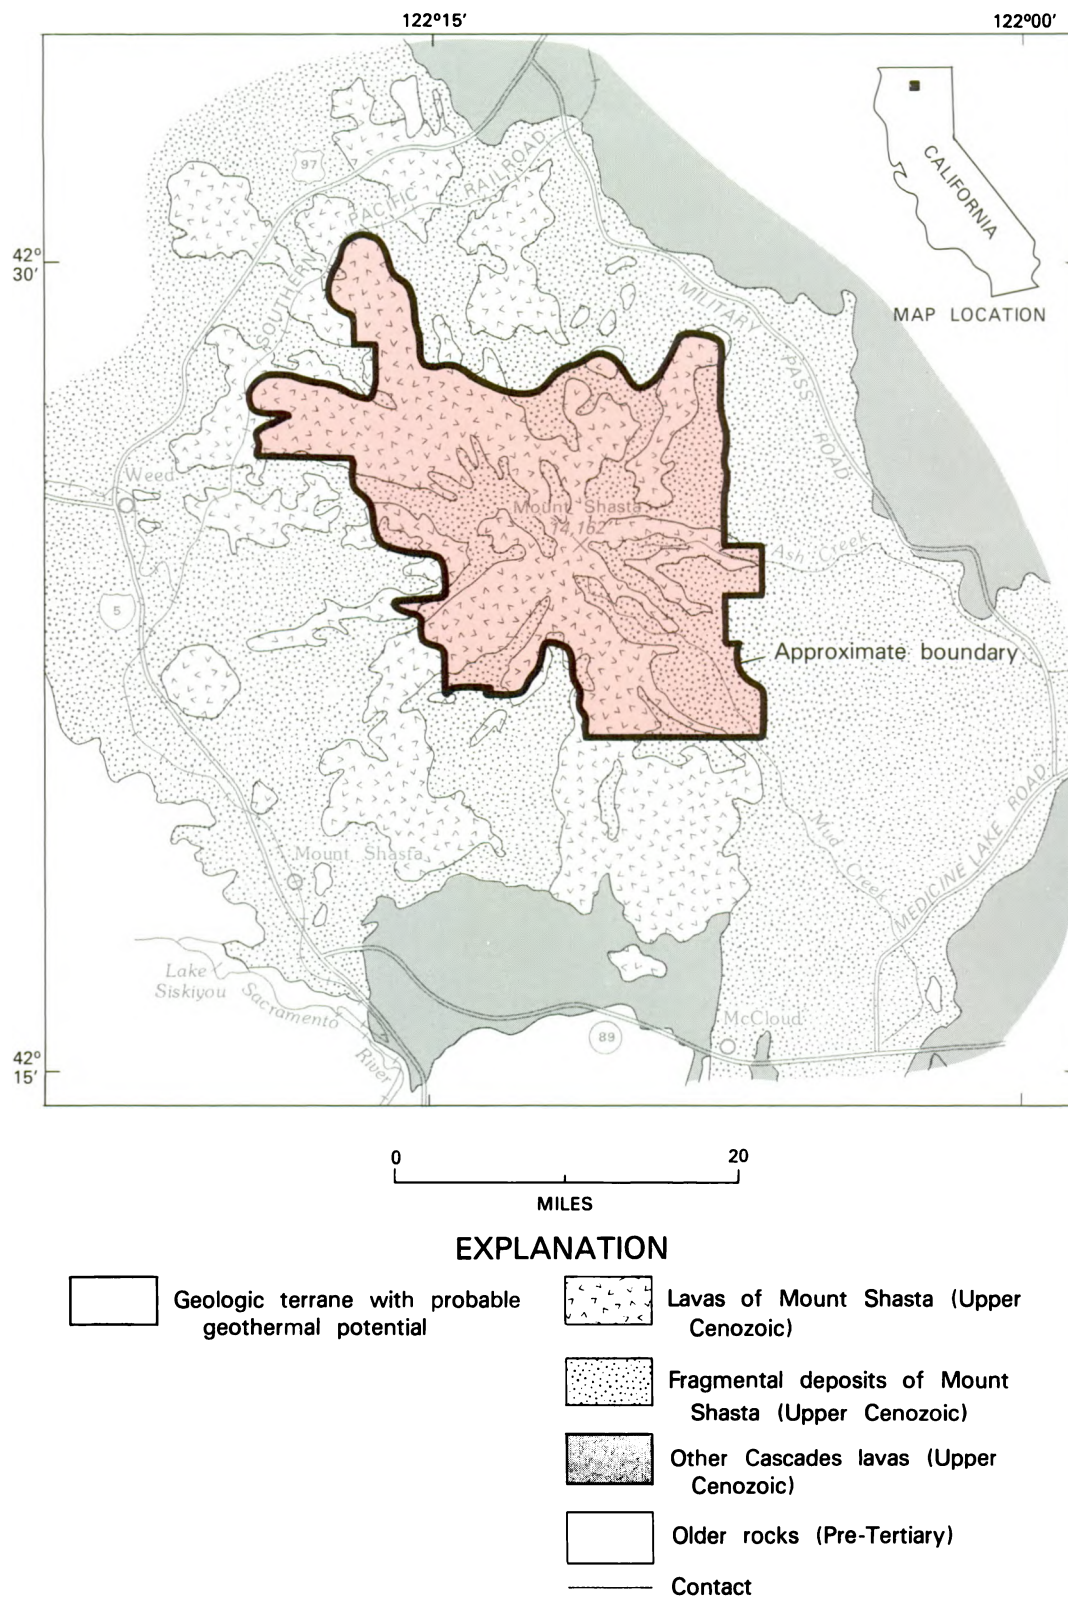 122°15′
122°00′
97
SOUTHERN PACIFIC RAILROAD
CALIFORNIA
MAP LOCATION
42°
30′
MILITARY PASS ROAD
Weed
Mount Shasta
14,162′
Ash Creek
5
Approximate boundary
Mud Creek
MEDICINE LAKE ROAD
Mount Shasta
Lake
Siskiyou
Sacramento
River
McCloud
89
42°
15′
0
20
MILES
EXPLANATION
Geologic terrane with probable
geothermal potential
Lavas of Mount Shasta (Upper
Cenozoic)
Fragmental deposits of Mount
Shasta (Upper Cenozoic)
Other Cascades lavas (Upper
Cenozoic)
Older rocks (Pre-Tertiary)
Contact